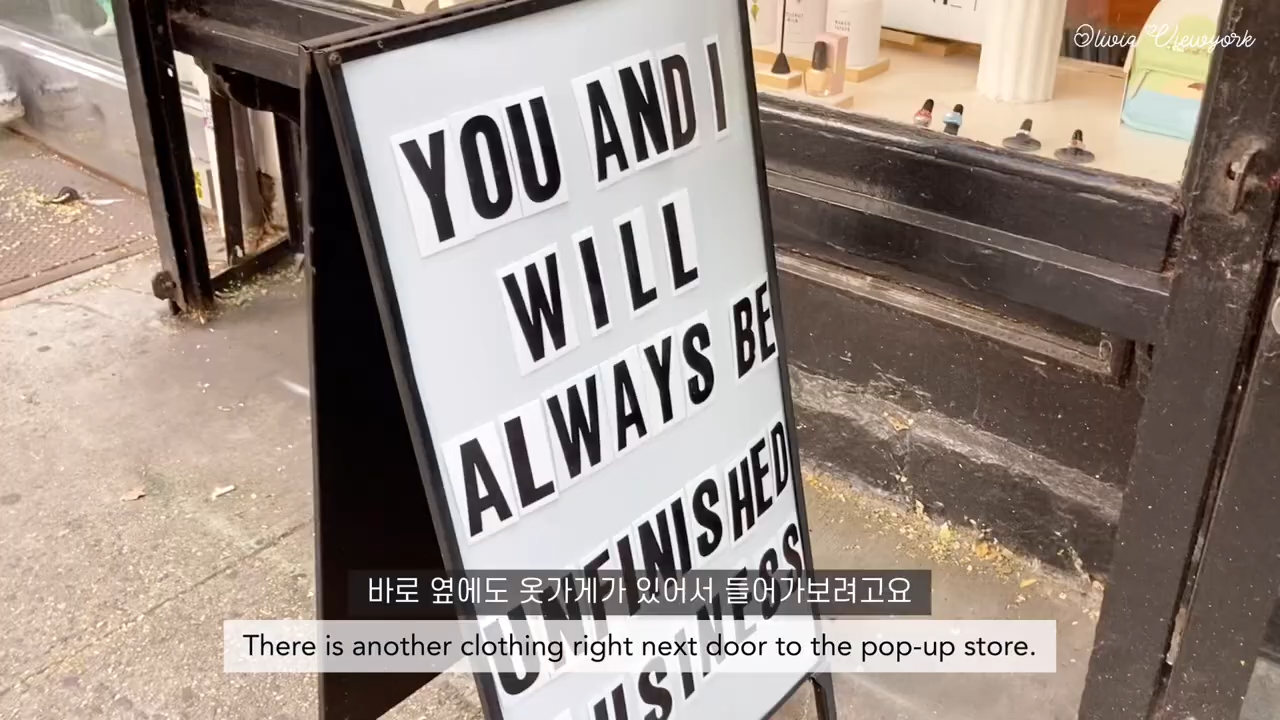 Olivia Viewyork
YOU AND I
WILL
ALWAYS BE
UNFINISHED
BUSINESS
바로 옆에도 옷가게가 있어서 들어가보려고요
There is another clothing right next door to the pop-up store.